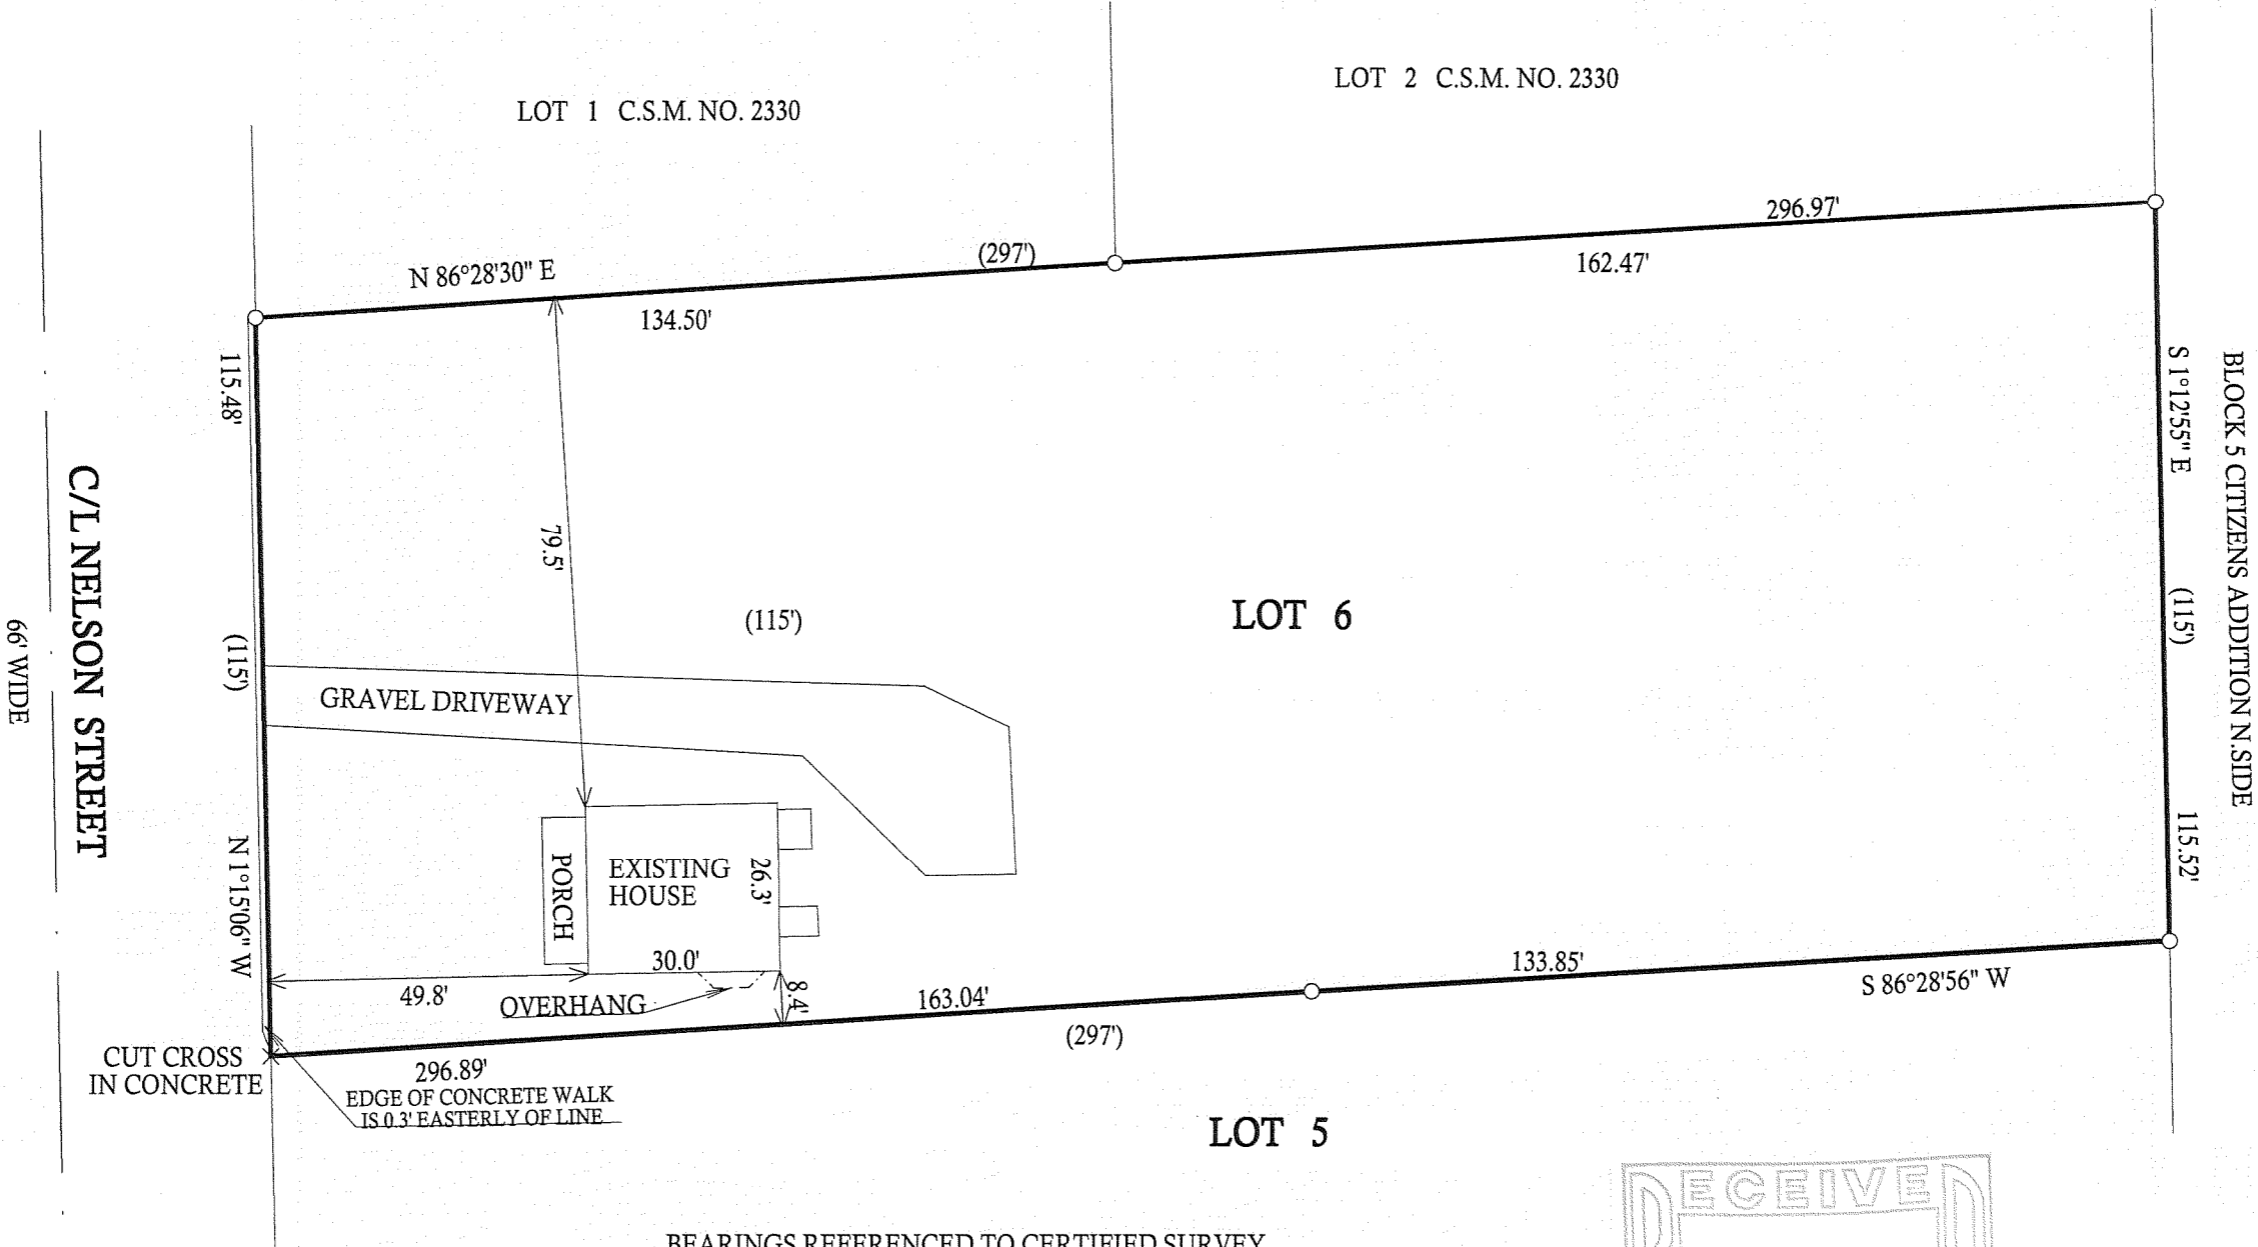 LOT 1 C.S.M. NO. 2330
LOT 2 C.S.M. NO. 2330
296.97'
(297')
N 86°28'30" E
162.47'
134.50'
115.48'
(115')
N 1°15'06" W
C/L NELSON STREET
66' WIDE
79.5'
(115')
LOT 6
GRAVEL DRIVEWAY
S 1°12'55" E
(115')
115.52'
BLOCK 5 CITIZENS ADDITION N.SIDE
PORCH
EXISTING
HOUSE
26.3'
30.0'
49.8'
OVERHANG
8.4'
163.04'
133.85'
S 86°28'56" W
(297')
CUT CROSS
IN CONCRETE
296.89'
EDGE OF CONCRETE WALK
IS 0.3' EASTERLY OF LINE
LOT 5
BEARINGS REFERENCED TO CERTIFIED SURVEY